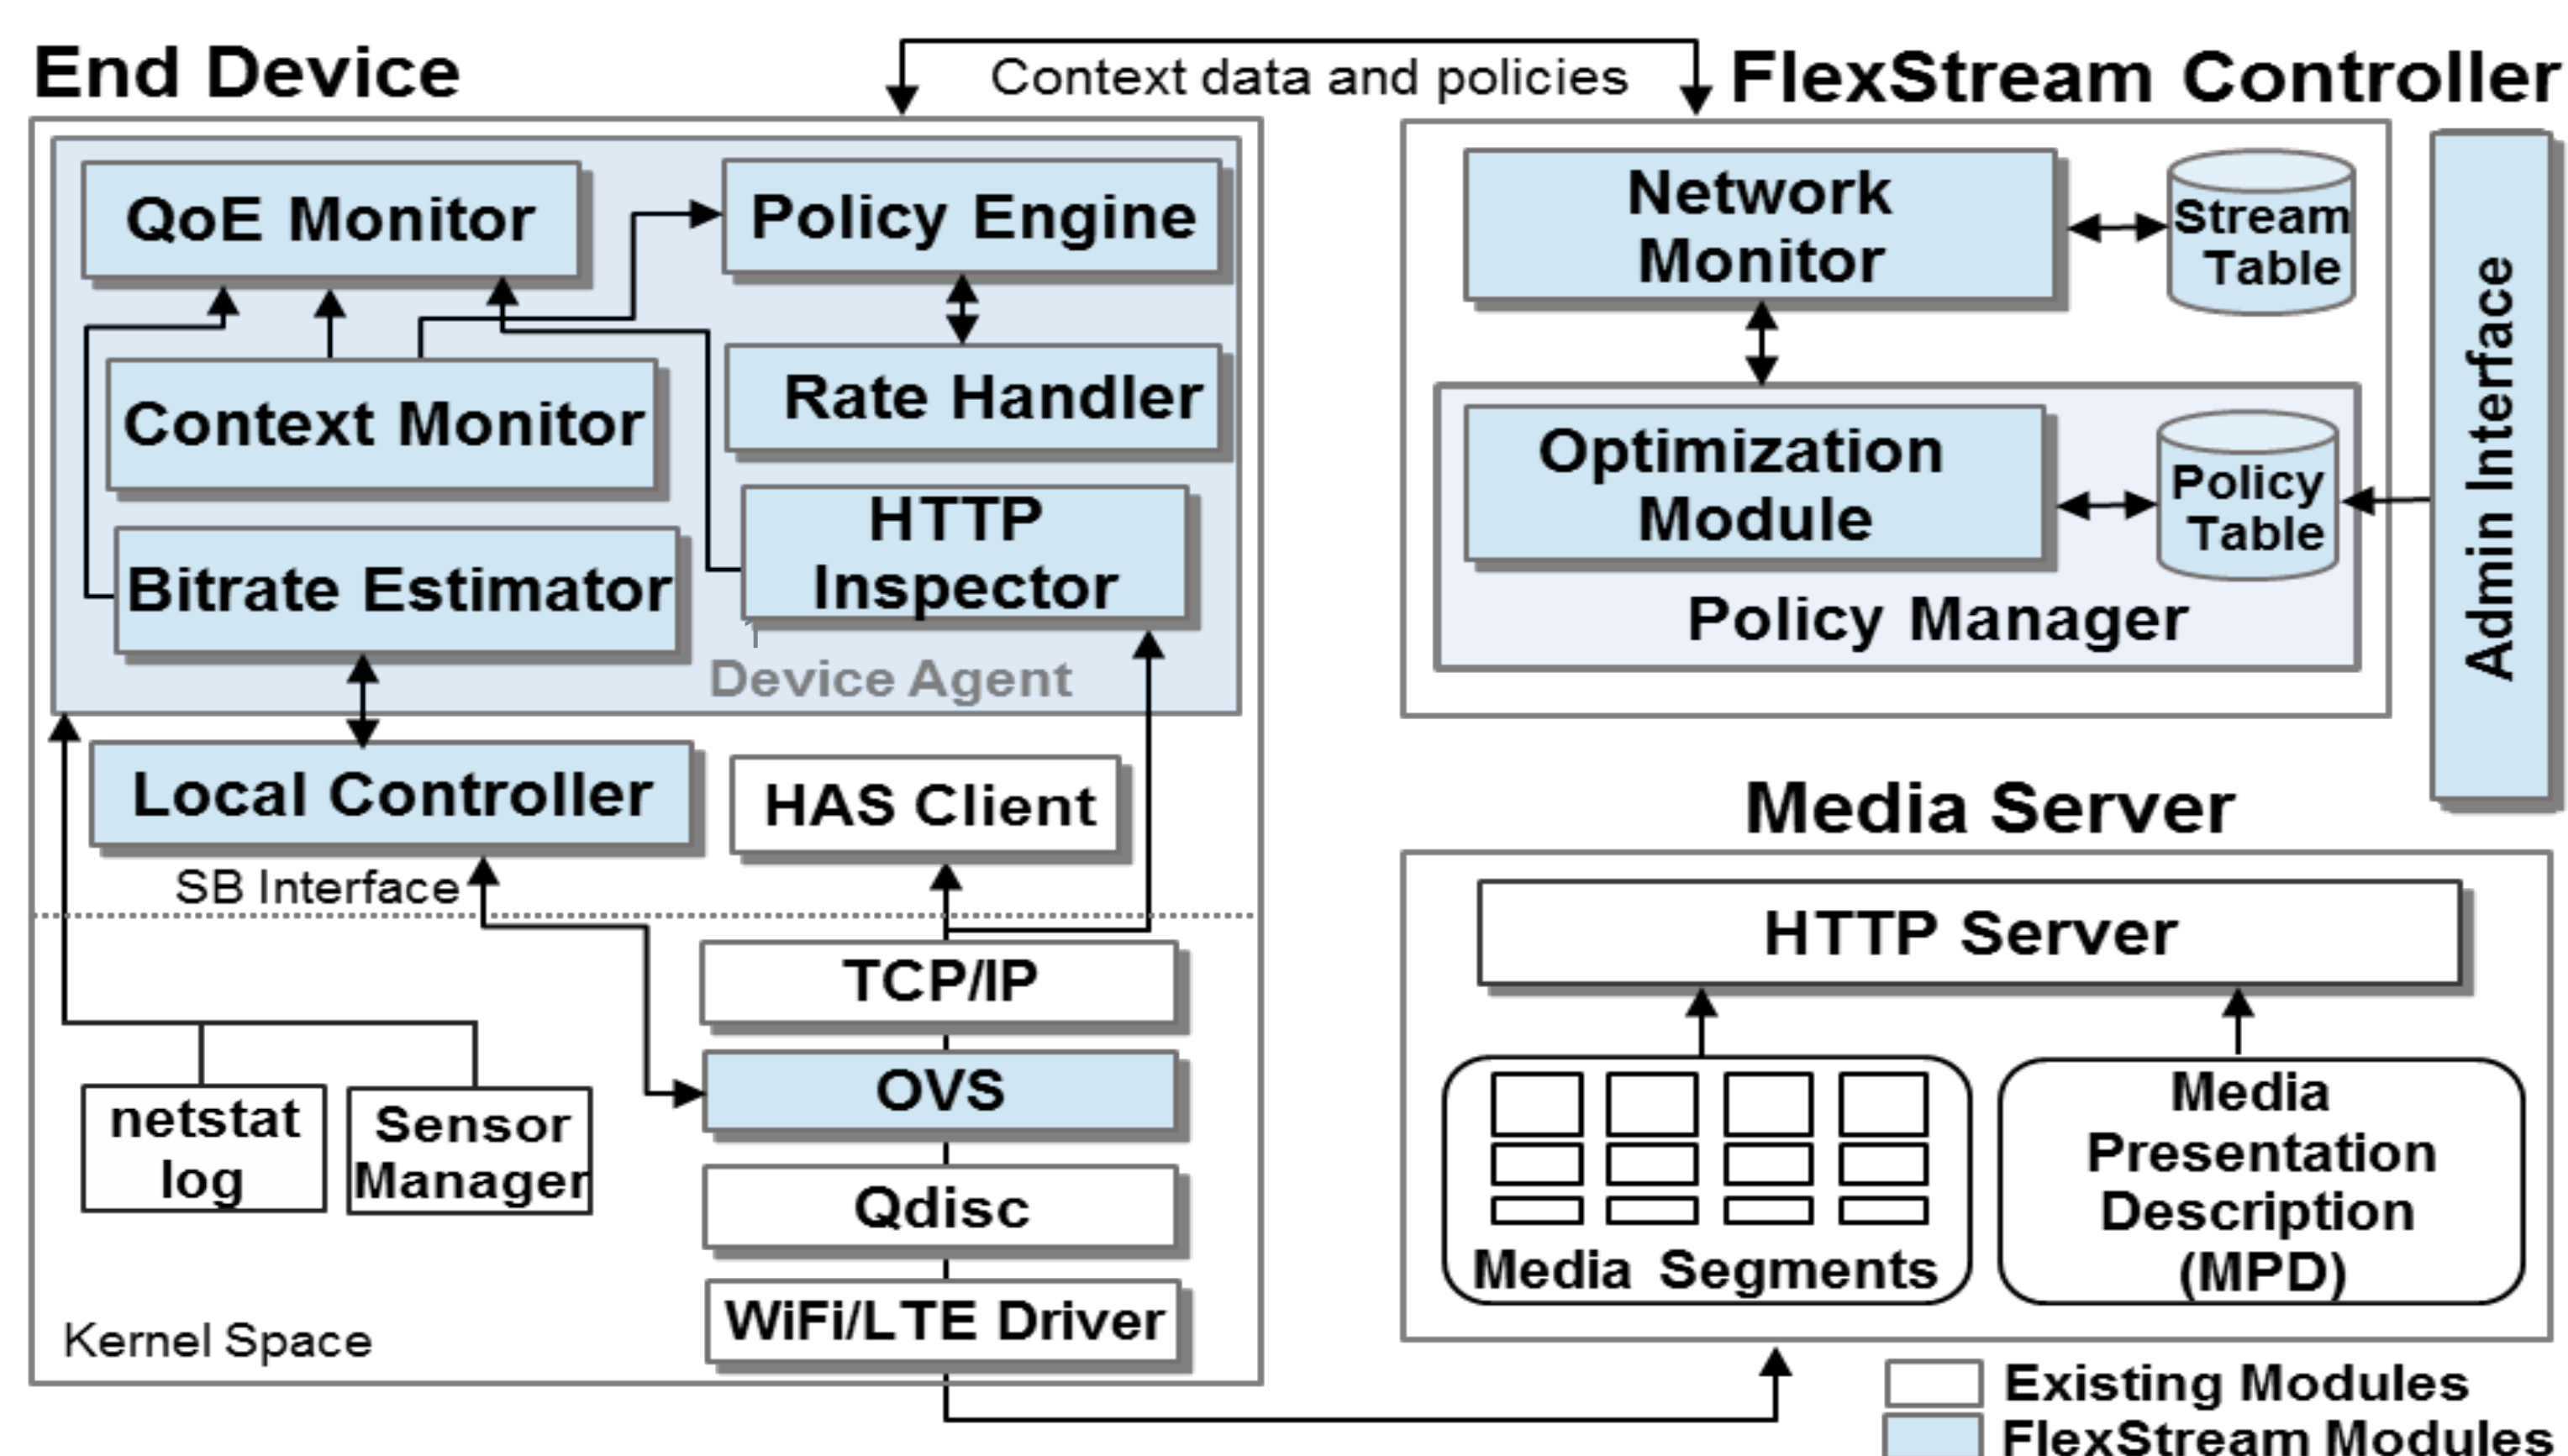 End Device
Context data and policies
FlexStream Controller
QoE Monitor
Policy Engine
Context Monitor
Rate Handler
Bitrate Estimator
HTTP
Inspector
Device Agent
Local Controller
HAS Client
SB Interface
TCP/IP
OVS
Qdisc
WiFi/LTE Driver
netstat
log
Sensor
Manager
Kernel Space
Network
Monitor
Stream
Table
Optimization
Module
Policy
Table
Policy Manager
Admin Interface
Media Server
HTTP Server
Media Segments
Media
Presentation
Description
(MPD)
Existing Modules
FlexStream Modules